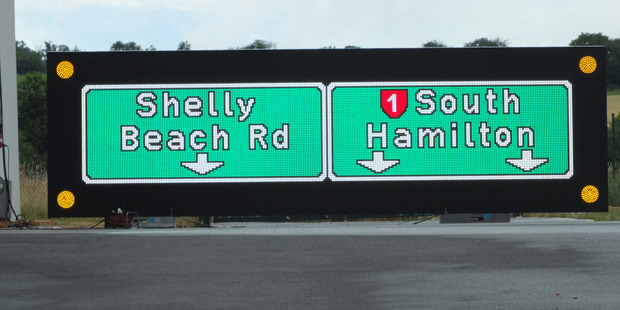 Shelly
Beach Rd
1 South
Hamilton